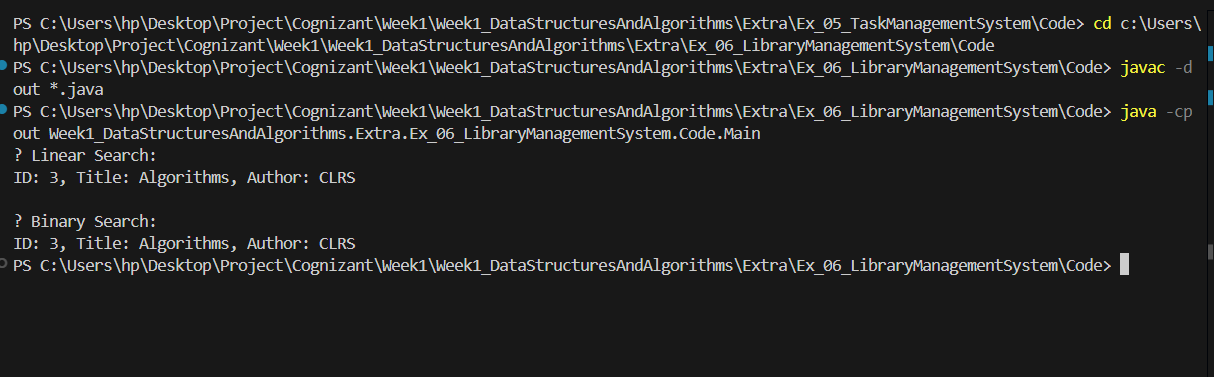 PS C:\Users\hp\Desktop\Project\Cognizant\Week1\Week1_DataStructuresAndAlgorithms\Extra\Ex_05_TaskManagementSystem\Code> cd c:\Users\
hp\Desktop\Project\Cognizant\Week1\Week1_DataStructuresAndAlgorithms\Extra\Ex_06_LibraryManagementSystem\Code
PS C:\Users\hp\Desktop\Project\Cognizant\Week1\Week1_DataStructuresAndAlgorithms\Extra\Ex_06_LibraryManagementSystem\Code> javac -d
out *.java
PS C:\Users\hp\Desktop\Project\Cognizant\Week1\Week1_DataStructuresAndAlgorithms\Extra\Ex_06_LibraryManagementSystem\Code> java -cp
out Week1_DataStructuresAndAlgorithms.Extra.Ex_06_LibraryManagementSystem.Code.Main
? Linear Search:
ID: 3, Title: Algorithms, Author: CLRS
? Binary Search:
ID: 3, Title: Algorithms, Author: CLRS
PS C:\Users\hp\Desktop\Project\Cognizant\Week1\Week1_DataStructuresAndAlgorithms\Extra\Ex_06_LibraryManagementSystem\Code>